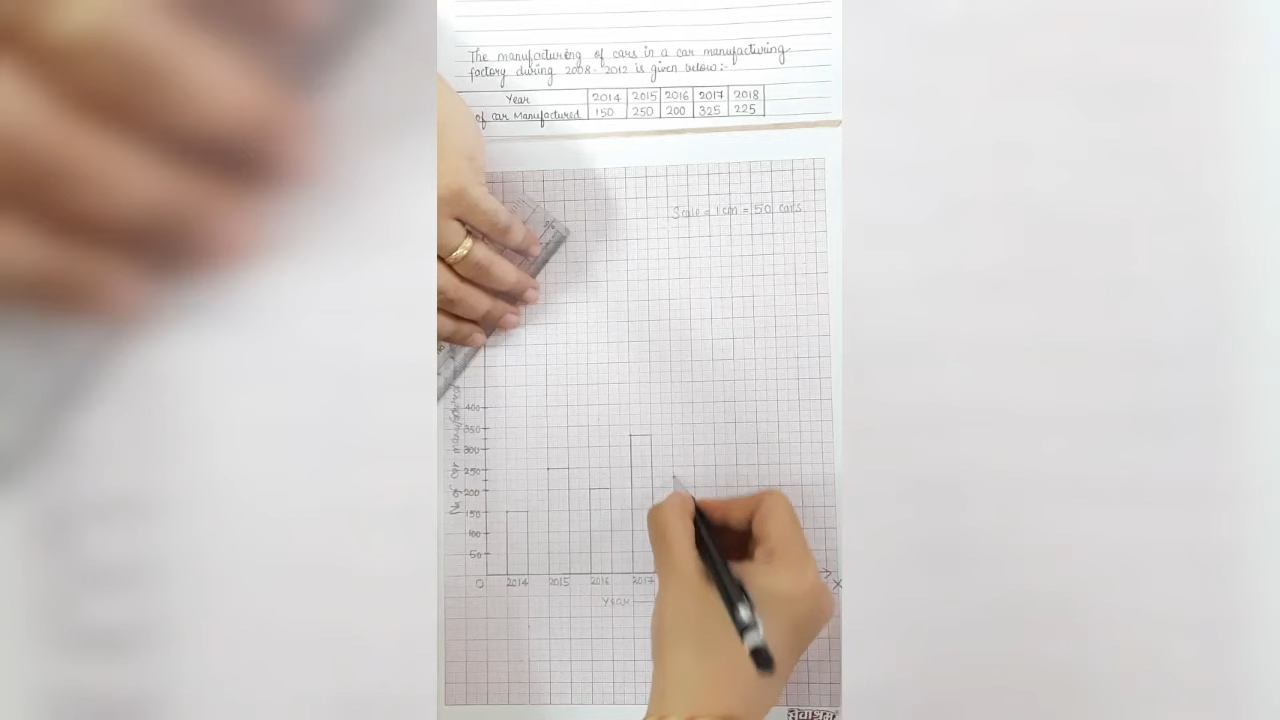 The manufacturing of cars in a car manufacturing
factory during 2008-2012 is given below:-
Year 2014 2015 2016 2017 2018
of car Manufactured 150 250 200 325 225
Scale = 1 cm = 50 cars
400
350
300
250
200
150
100
50
0
2014 2015 2016 2017
X
Year